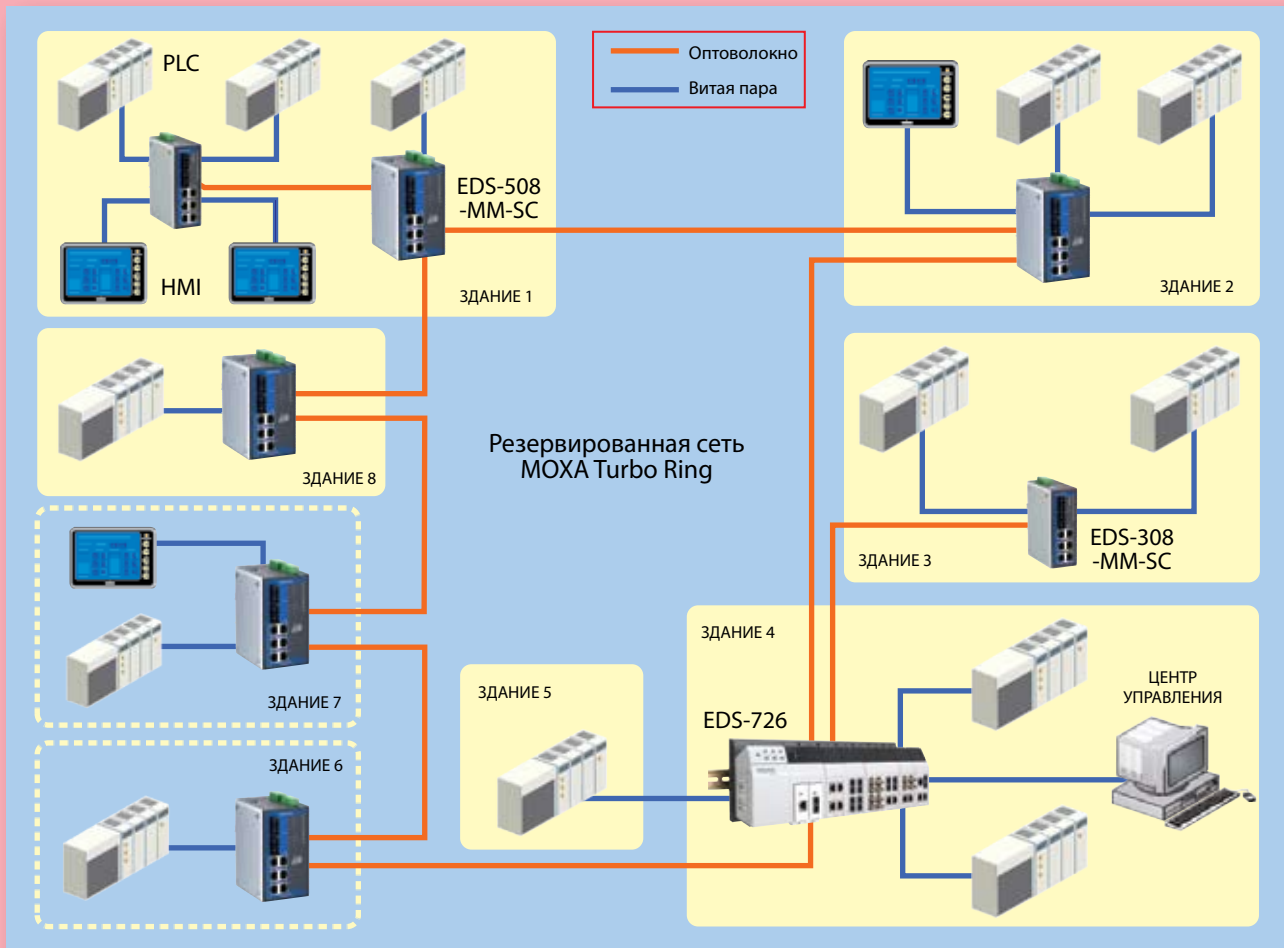 PLC
Оптоволокно
Витая пара
EDS-508
-MM-SC
HMI
ЗДАНИЕ 1
ЗДАНИЕ 2
ЗДАНИЕ 8
Резервированная сеть
MOXA Turbo Ring
EDS-308
-MM-SC
ЗДАНИЕ 3
ЗДАНИЕ 7
ЗДАНИЕ 4
ЗДАНИЕ 5
ЦЕНТР
УПРАВЛЕНИЯ
EDS-726
ЗДАНИЕ 6